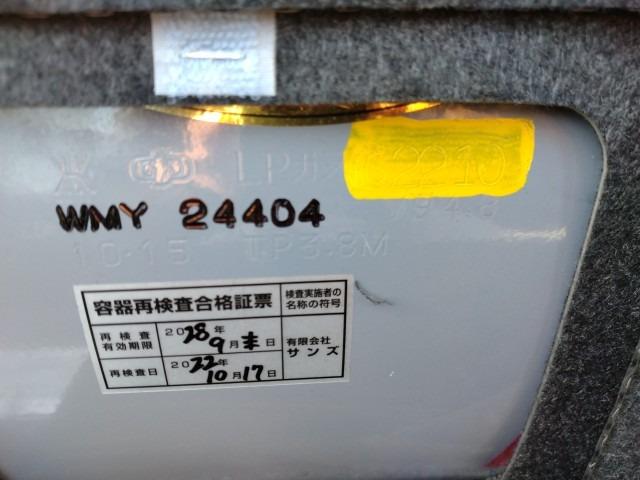 LPガス C2210
WMY 24404
V94.8
10-15 TP3.8M
容器再検査合格証票
検査実施者の
名称の符号
再検査
有効期限
2028年
9月末日
有限会社
サンズ
再検査日
2022年
10月17日